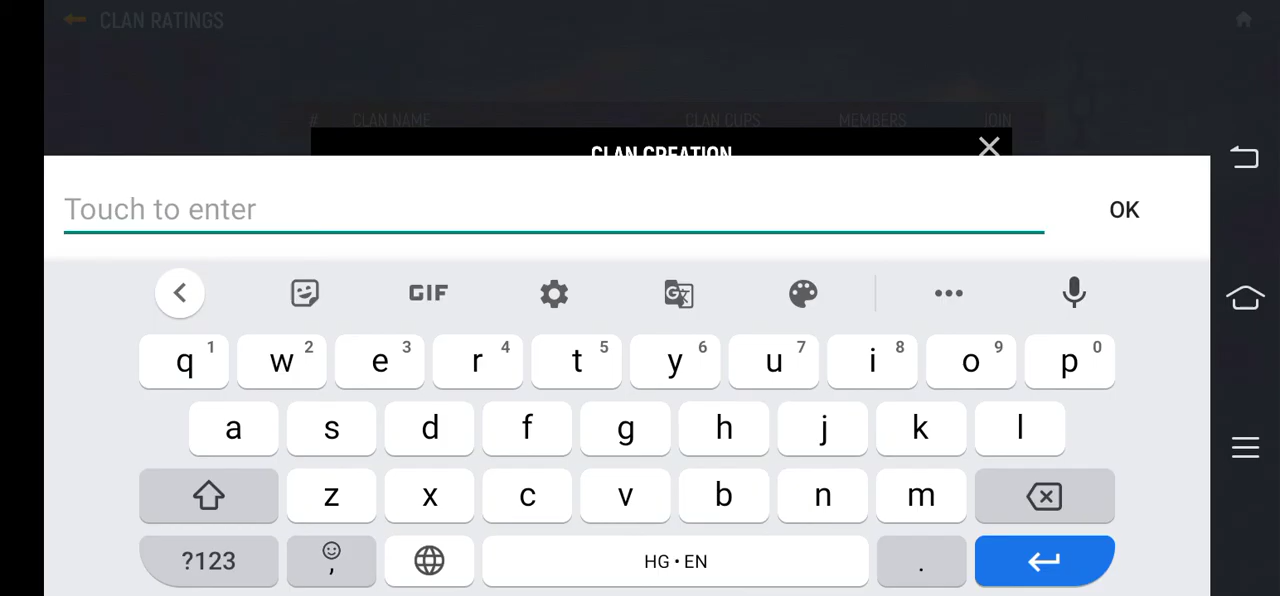 CLAN RATINGS
# CLAN NAME CLAN CUPS MEMBERS JOIN
CLAN CREATION
Touch to enter OK
GIF
q 1 w 2 e 3 r 4 t 5 y 6 u 7 i 8 o 9 p 0
a s d f g h j k l
z x c v b n m
?123 , HG • EN .